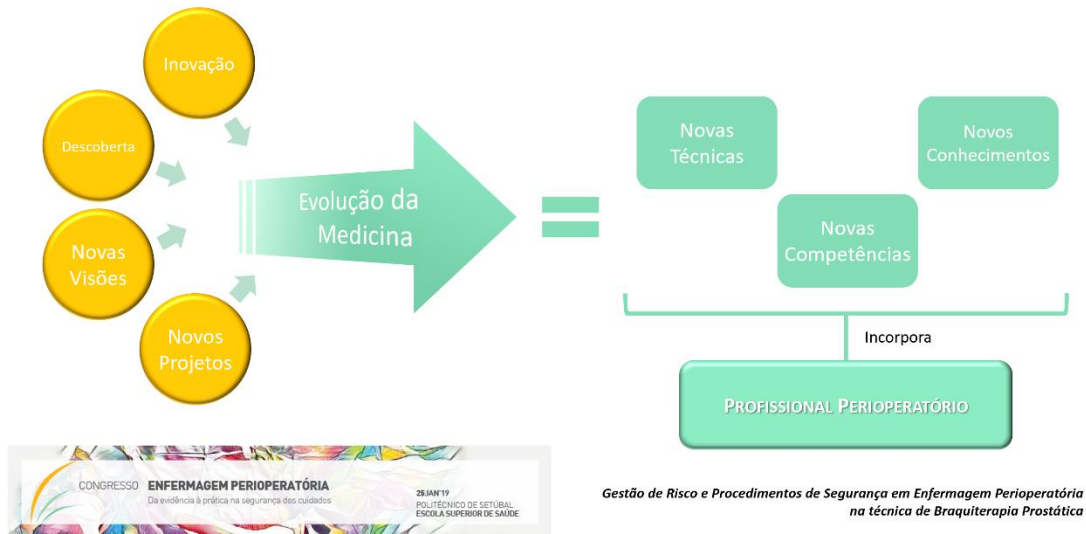 Inovação
Descoberta
Novas
Visões
Novos
Projetos
Evolução da
Medicina
Novas
Técnicas
Novos
Conhecimentos
Novas
Competências
Incorpora
PROFISSIONAL PERIOPERATÓRIO
CONGRESSO ENFERMAGEM PERIOPERATÓRIA
Da evidência à prática na segurança dos cuidados
25JAN'19
POLITÉCNICO DE SETÚBAL
ESCOLA SUPERIOR DE SAÚDE
Gestão de Risco e Procedimentos de Segurança em Enfermagem Perioperatória
na técnica de Braquiterapia Prostática